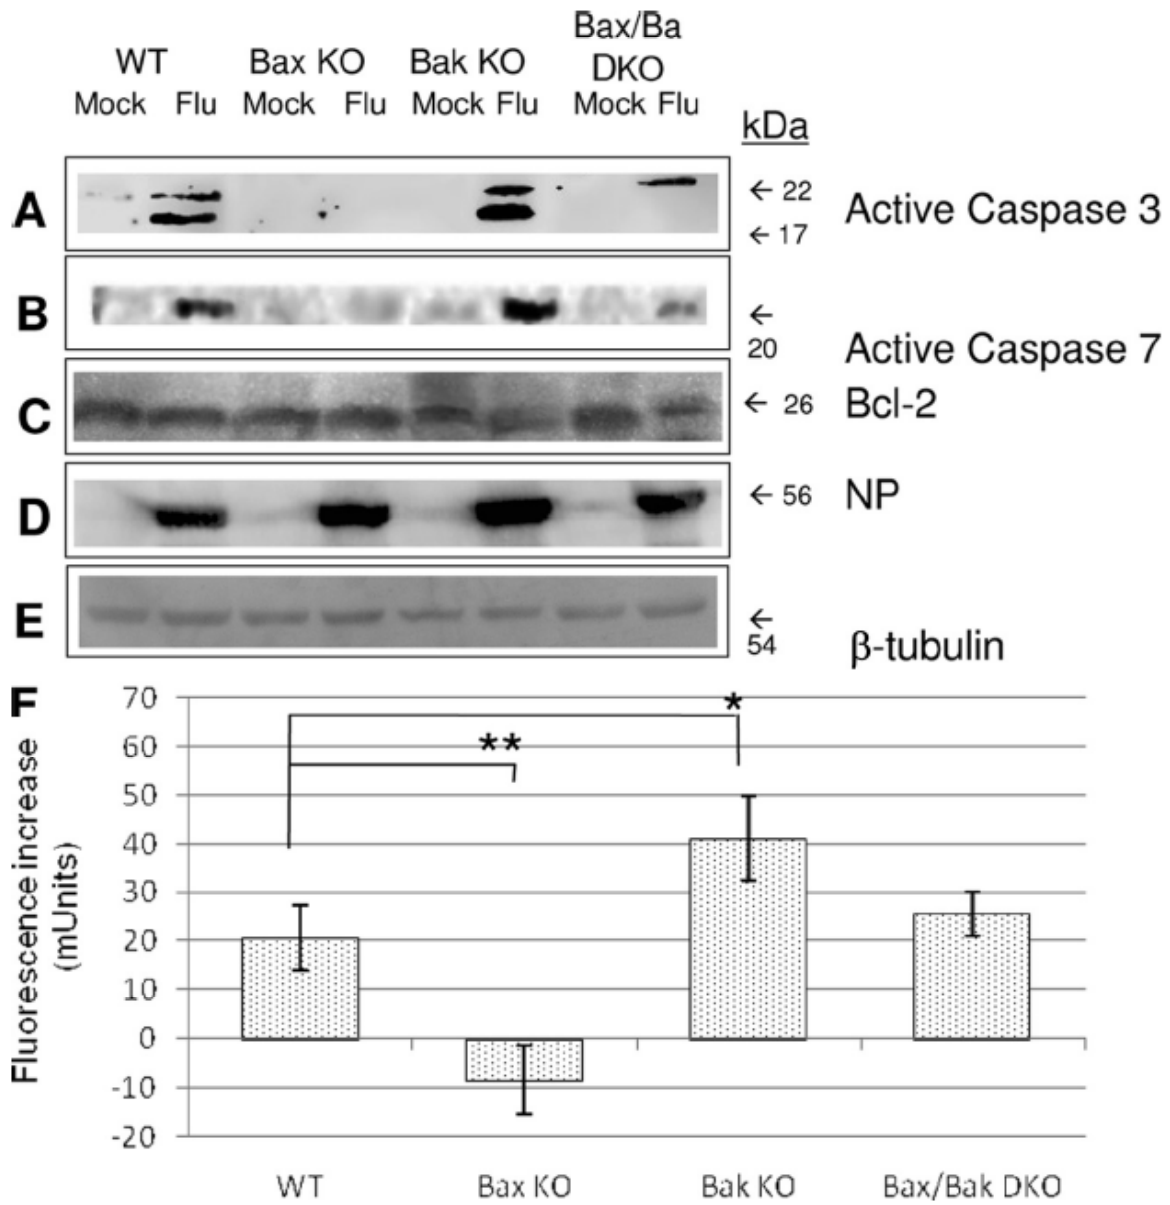 Bax/Ba
WT Bax KO Bak KO DKO
Mock Flu Mock Flu Mock Flu Mock Flu
kDa
A ← 22 Active Caspase 3
← 17
B ←
20 Active Caspase 7
C ← 26 Bcl-2
D ← 56 NP
E ←
54 β-tubulin
F
Fluorescence increase
(mUnits)
70
60
50
40
30
20
10
0
-10
-20
*
**
WT Bax KO Bak KO Bax/Bak DKO